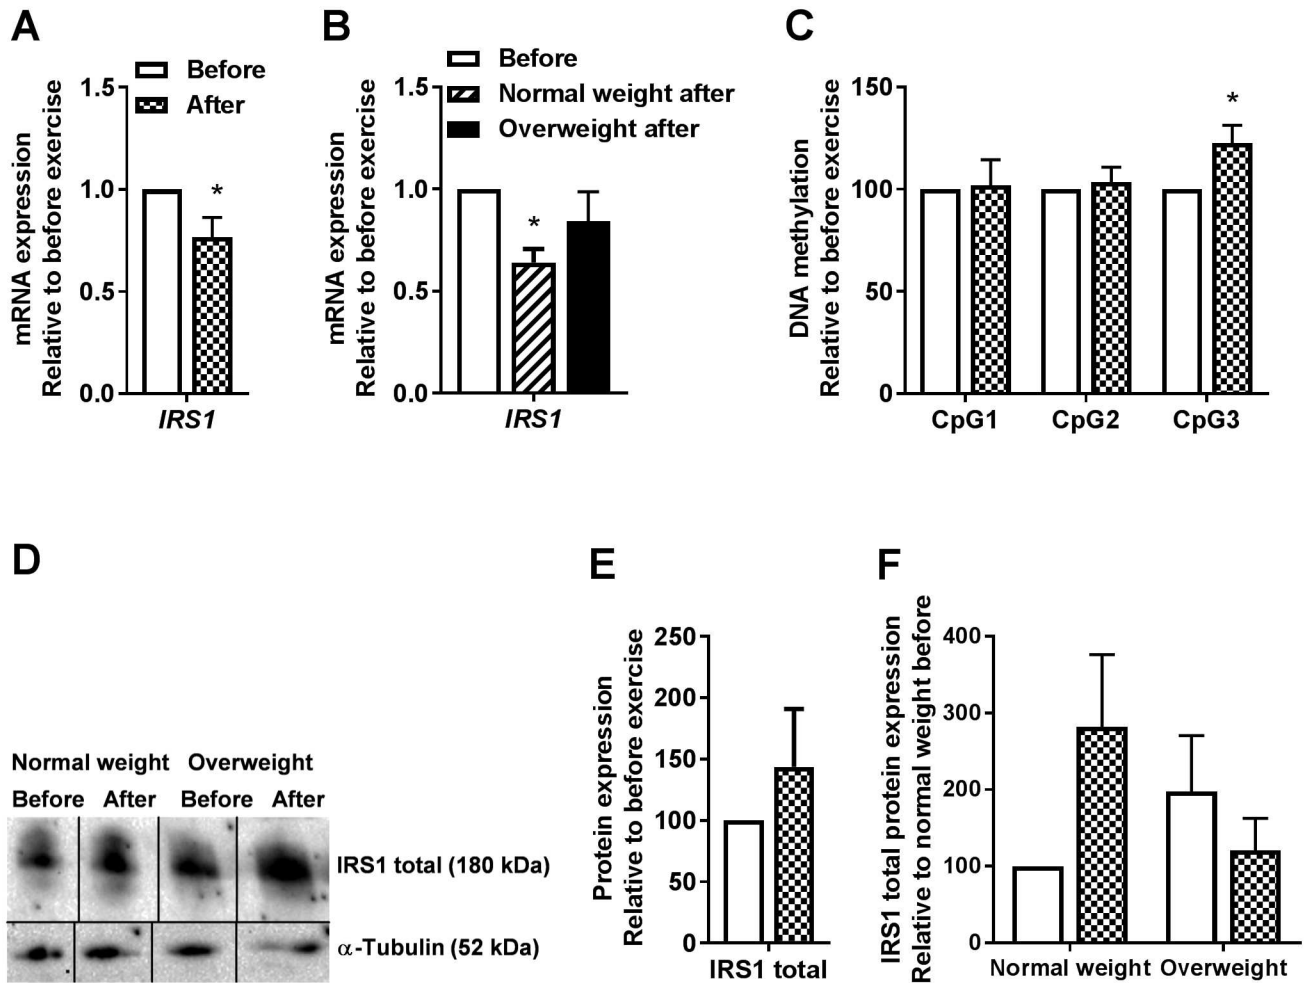 A
mRNA expression
Relative to before exercise
Before
After
1.5
1.0
0.5
0.0
*
IRS1
B
mRNA expression
Relative to before exercise
Before
Normal weight after
Overweight after
1.5
1.0
0.5
0.0
*
IRS1
C
DNA methylation
Relative to before exercise
150
100
50
0
*
CpG1 CpG2 CpG3
D
Normal weight Overweight
Before After Before After
IRS1 total (180 kDa)
α-Tubulin (52 kDa)
E
Protein expression
Relative to before exercise
250
200
150
100
50
0
IRS1 total
F
IRS1 total protein expression
Relative to normal weight before
400
300
200
100
0
Normal weight Overweight